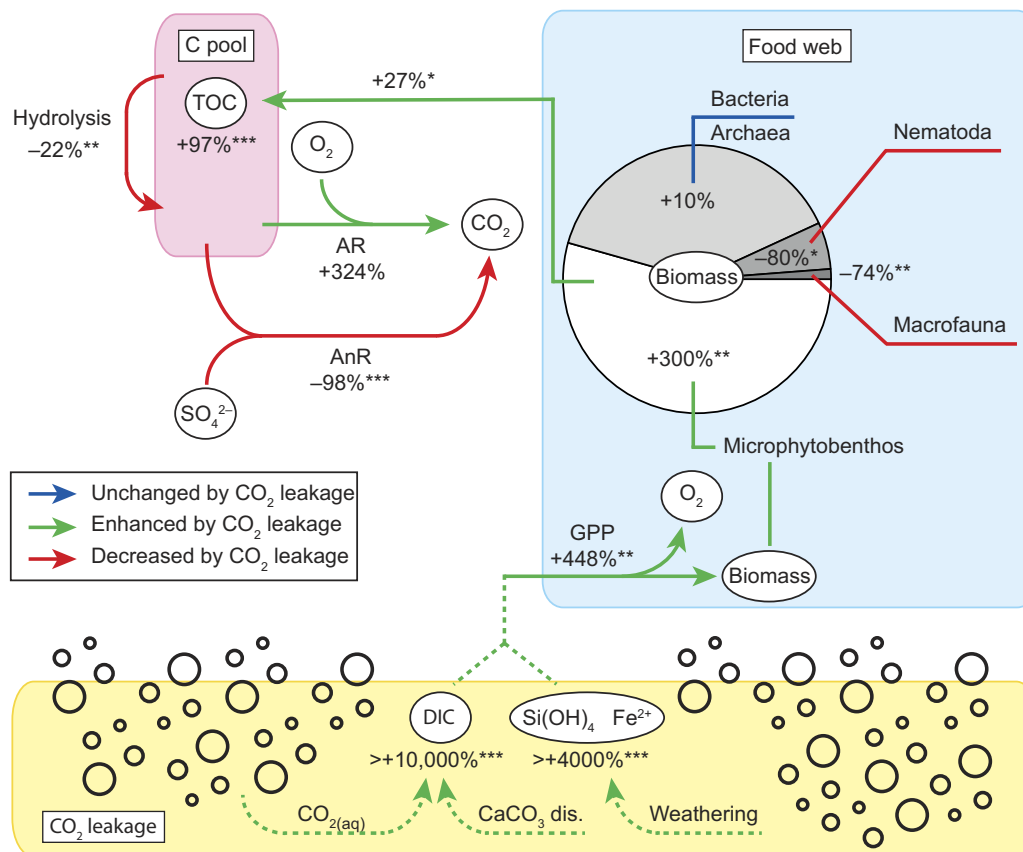 C pool
TOC
+97%***
Hydrolysis
–22%**
O₂
AR
+324%
CO₂
AnR
–98%***
SO₄²⁻
+27%*
Food web
Bacteria
Archaea
+10%
Nematoda
–80%*
–74%**
Macrofauna
Biomass
+300%**
Microphytobenthos
O₂
GPP
+448%**
Biomass
Unchanged by CO₂ leakage
Enhanced by CO₂ leakage
Decreased by CO₂ leakage
DIC
>+10,000%***
Si(OH)₄ Fe²⁺
>+4000%***
CO₂ leakage
CO₂(aq)
CaCO₃ dis.
Weathering